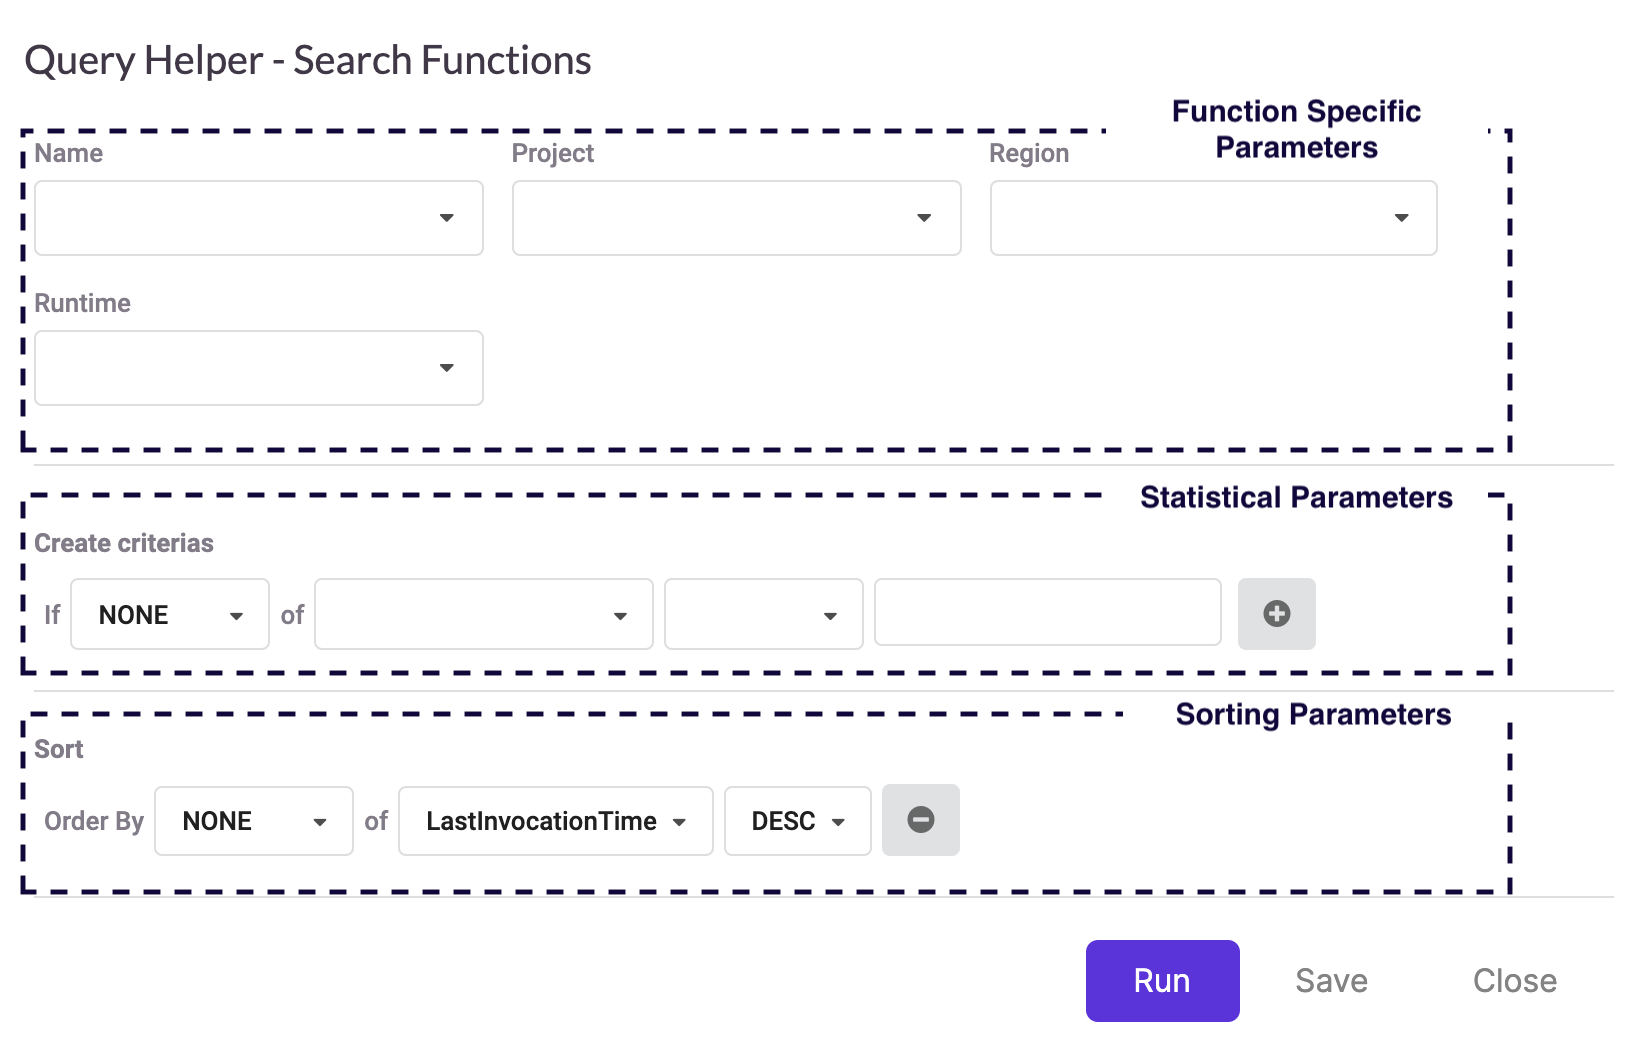 Query Helper - Search Functions
Function Specific
Parameters
Name Project Region
Runtime
Statistical Parameters
Create criterias
If NONE of
Sorting Parameters
Sort
Order By NONE of LastInvocationTime DESC
Run Save Close